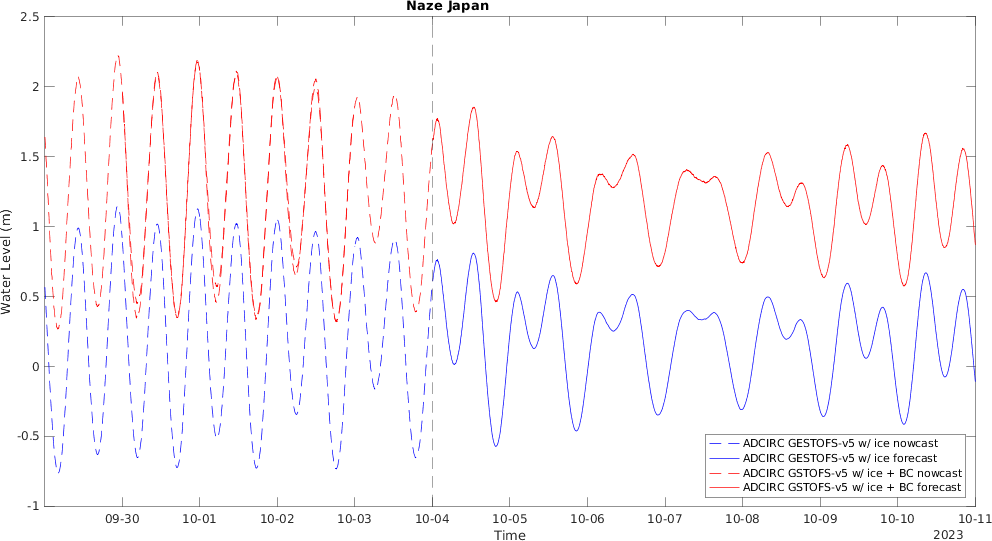 Naze Japan
2.5
2
1.5
1
0.5
0
-0.5
-1
Water Level (m)
ADCIRC GESTOFS-v5 w/ ice nowcast
ADCIRC GESTOFS-v5 w/ ice forecast
ADCIRC GSTOFS-v5 w/ ice + BC nowcast
ADCIRC GSTOFS-v5 w/ ice + BC forecast
09-30 10-01 10-02 10-03 10-04 10-05 10-06 10-07 10-08 10-09 10-10 10-11
Time 2023